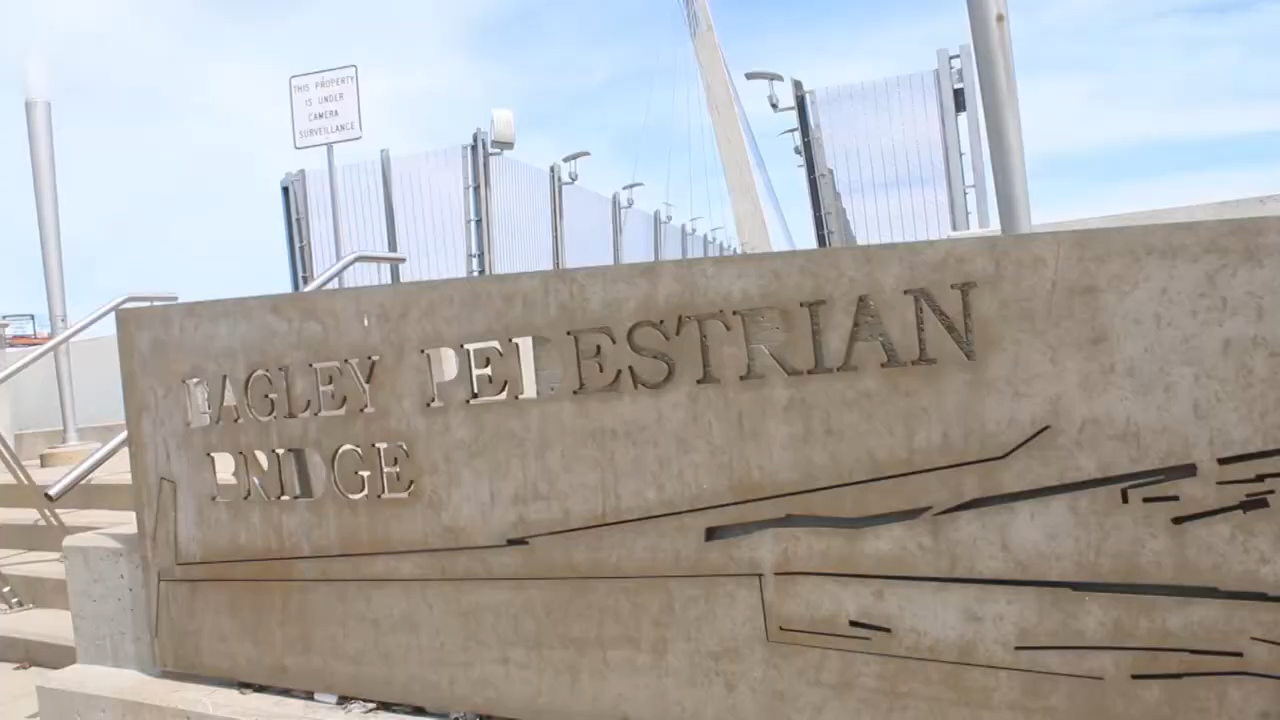 THIS PROPERTY
IS UNDER
CAMERA
SURVEILLANCE
BAGLEY PEDESTRIAN
BRIDGE